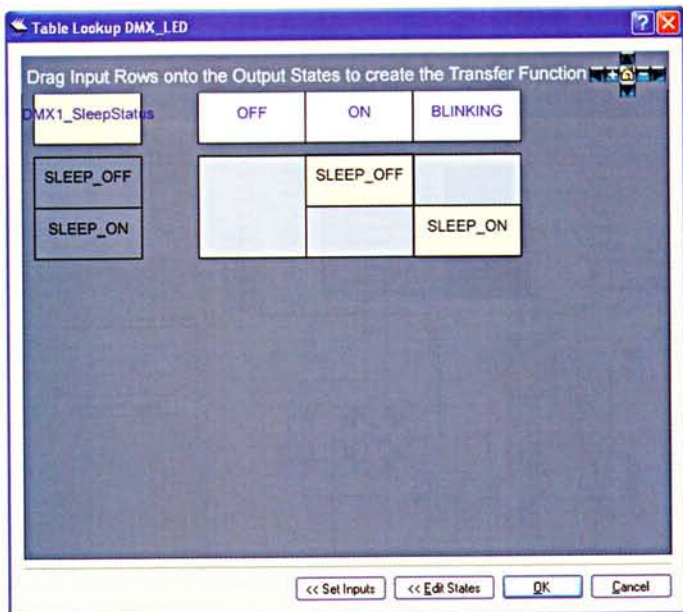 Table Lookup DMX_LED
Drag Input Rows onto the Output States to create the Transfer Function
DMX1_SleepStatus OFF ON BLINKING
SLEEP_OFF SLEEP_OFF
SLEEP_ON SLEEP_ON
<< Set Inputs << Edit States OK Cancel